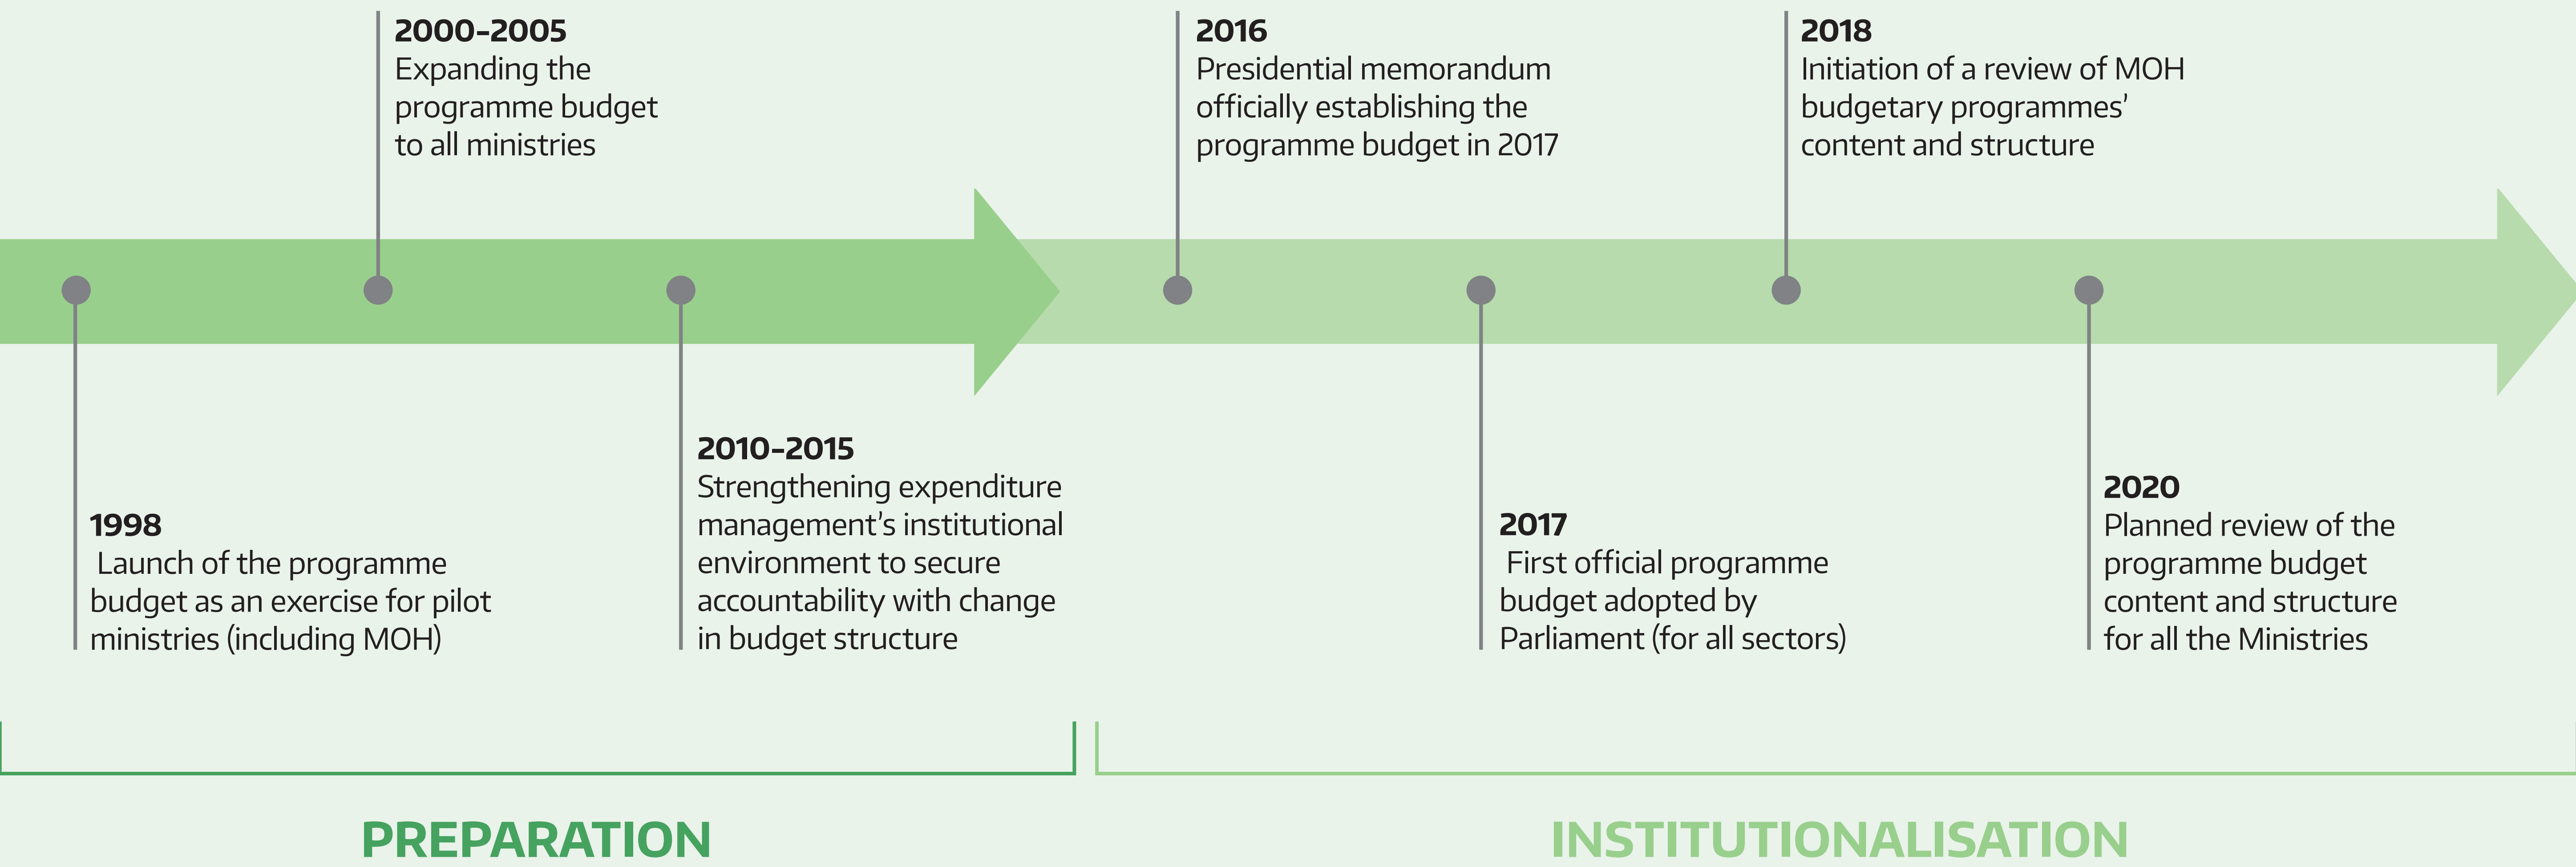 2000–2005
Expanding the
programme budget
to all ministries
2016
Presidential memorandum
officially establishing the
programme budget in 2017
2018
Initiation of a review of MOH
budgetary programmes’
content and structure
1998
Launch of the programme
budget as an exercise for pilot
ministries (including MOH)
2010–2015
Strengthening expenditure
management’s institutional
environment to secure
accountability with change
in budget structure
2017
First official programme
budget adopted by
Parliament (for all sectors)
2020
Planned review of the
programme budget
content and structure
for all the Ministries
PREPARATION
INSTITUTIONALISATION